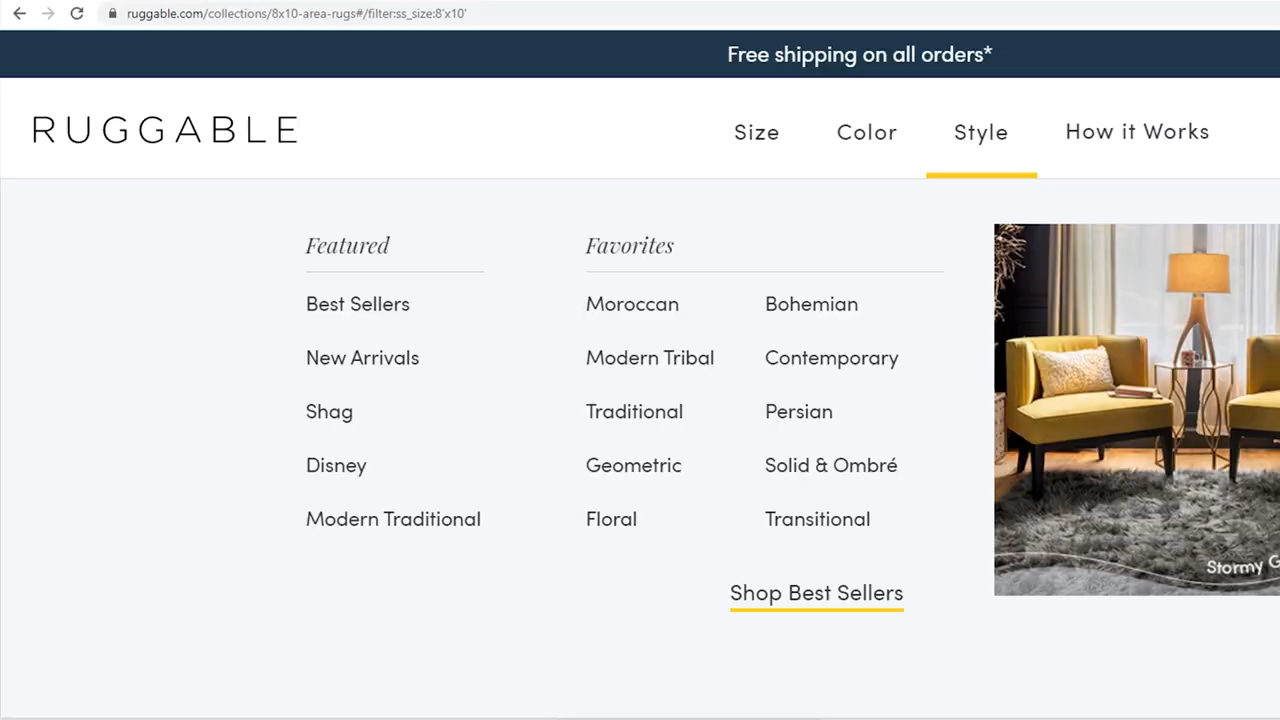 ruggable.com/collections/8x10-area-rugs#/filter:ss_size:8'x10'
Free shipping on all orders*
RUGGABLE
Size Color Style How it Works
Featured
Best Sellers
New Arrivals
Shag
Disney
Modern Traditional
Favorites
Moroccan Bohemian
Modern Tribal Contemporary
Traditional Persian
Geometric Solid & Ombré
Floral Transitional
Shop Best Sellers
Stormy G